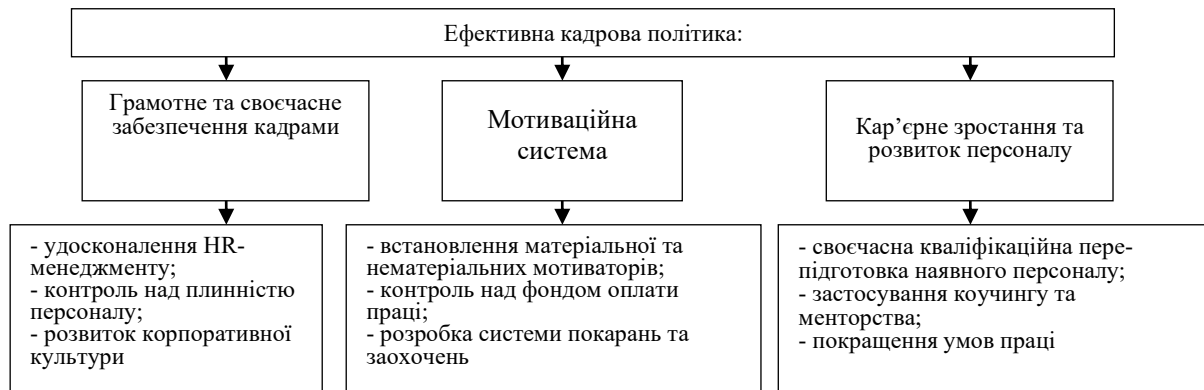 Ефективна кадрова політика:
Грамотне та своєчасне
забезпечення кадрами
Мотиваційна
система
Кар’єрне зростання та
розвиток персоналу
- удосконалення HR-
менеджменту;
- контроль над плинністю
персоналу;
- розвиток корпоративної
культури
- встановлення матеріальної та
нематеріальних мотиваторів;
- контроль над фондом оплати
праці;
- розробка системи покарань та
заохочень
- своєчасна кваліфікаційна пере-
підготовка наявного персоналу;
- застосування коучингу та
менторства;
- покращення умов праці